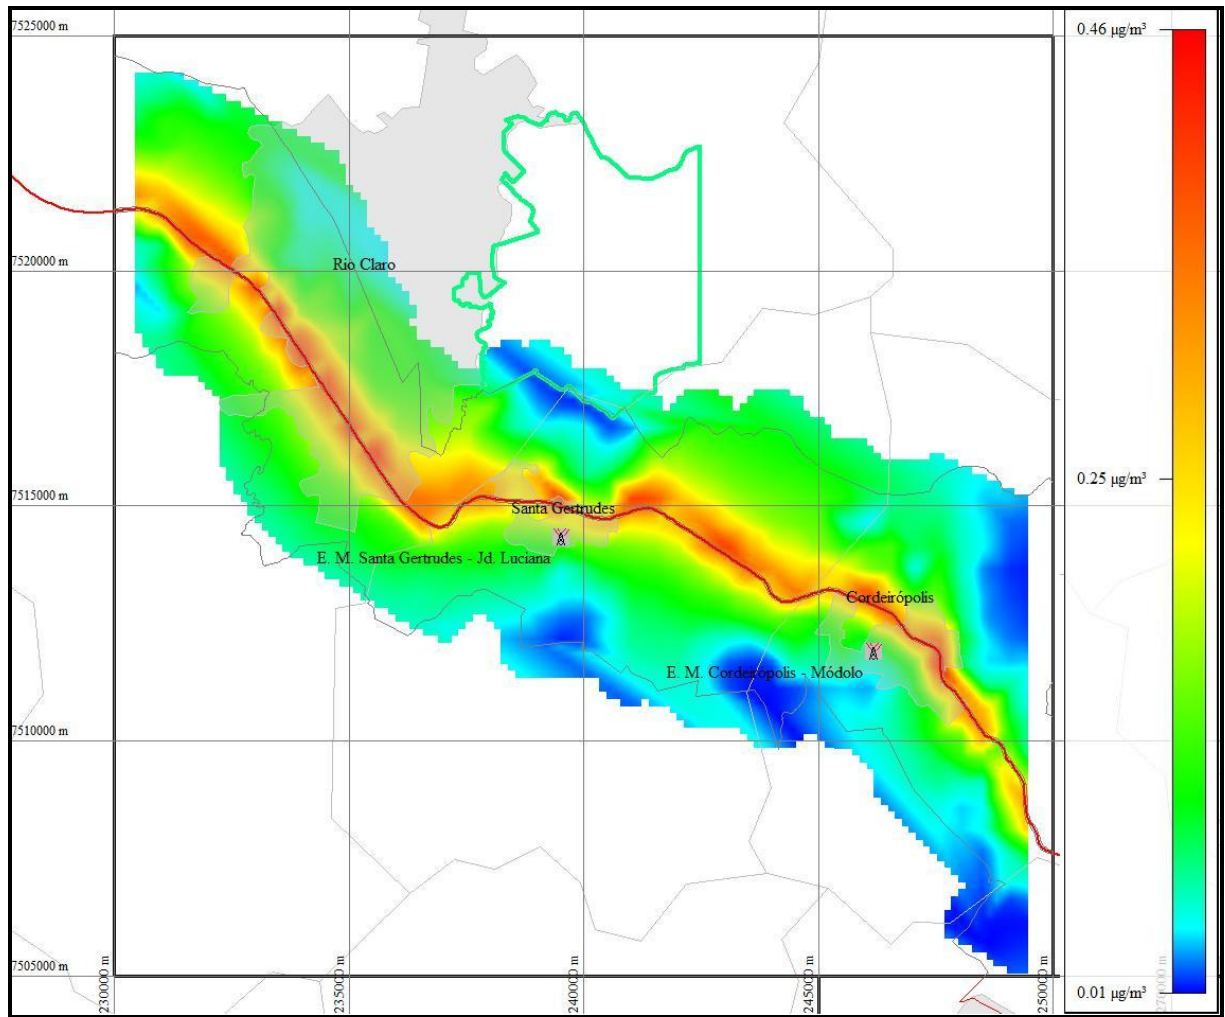 7525000 m
0.46 µg/m³
7520000 m
Rio Claro
7515000 m
0.25 µg/m³
Santa Gertrudes
E. M. Santa Gertrudes - Jd. Luciana
Cordeirópolis
E. M. Cordeirópolis - Módolo
7510000 m
7505000 m
230000 m
235000 m
240000 m
245000 m
250000 m
270000 m
0.01 µg/m³